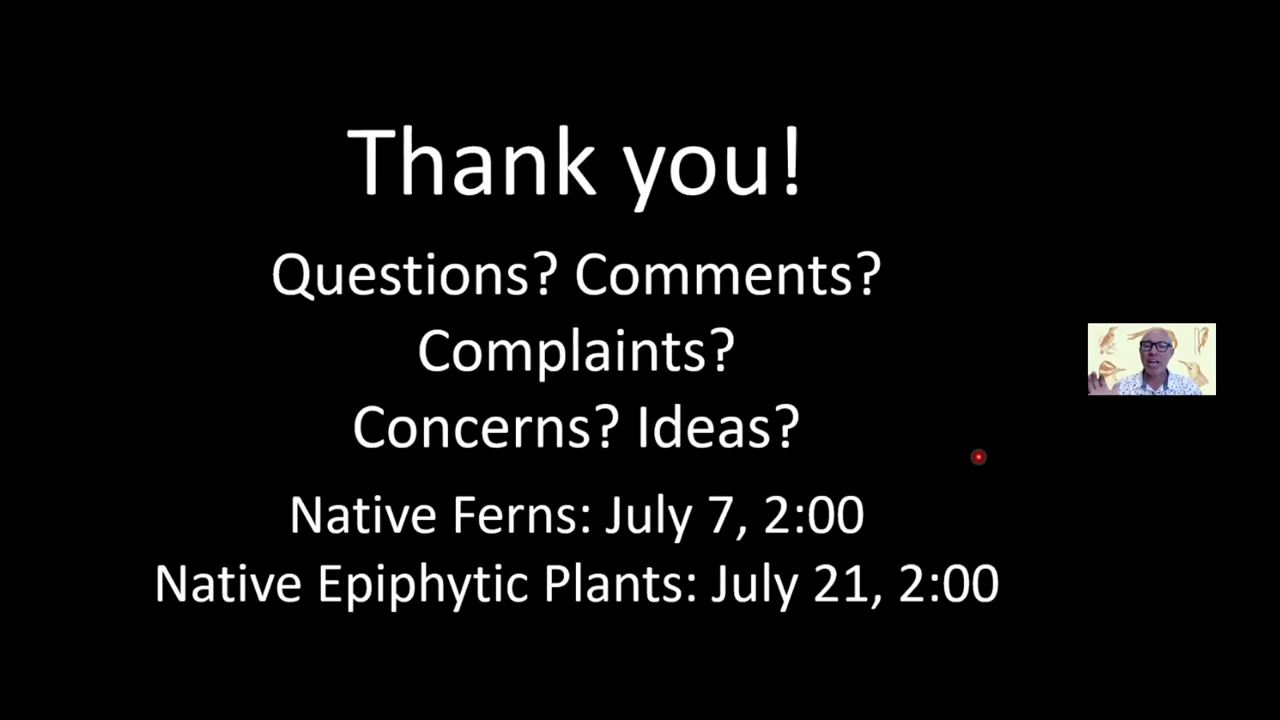 Thank you!
Questions? Comments?
Complaints?
Concerns? Ideas?
Native Ferns: July 7, 2:00
Native Epiphytic Plants: July 21, 2:00